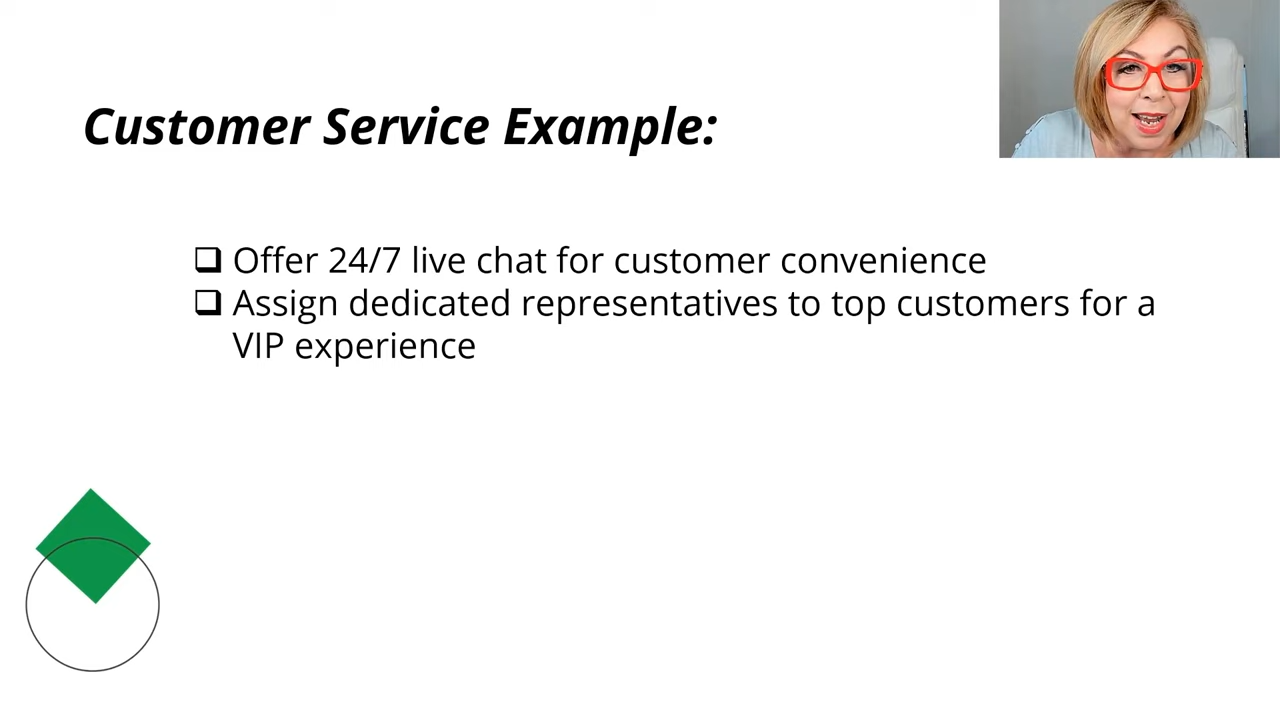 Customer Service Example:
Offer 24/7 live chat for customer convenience
Assign dedicated representatives to top customers for a
VIP experience